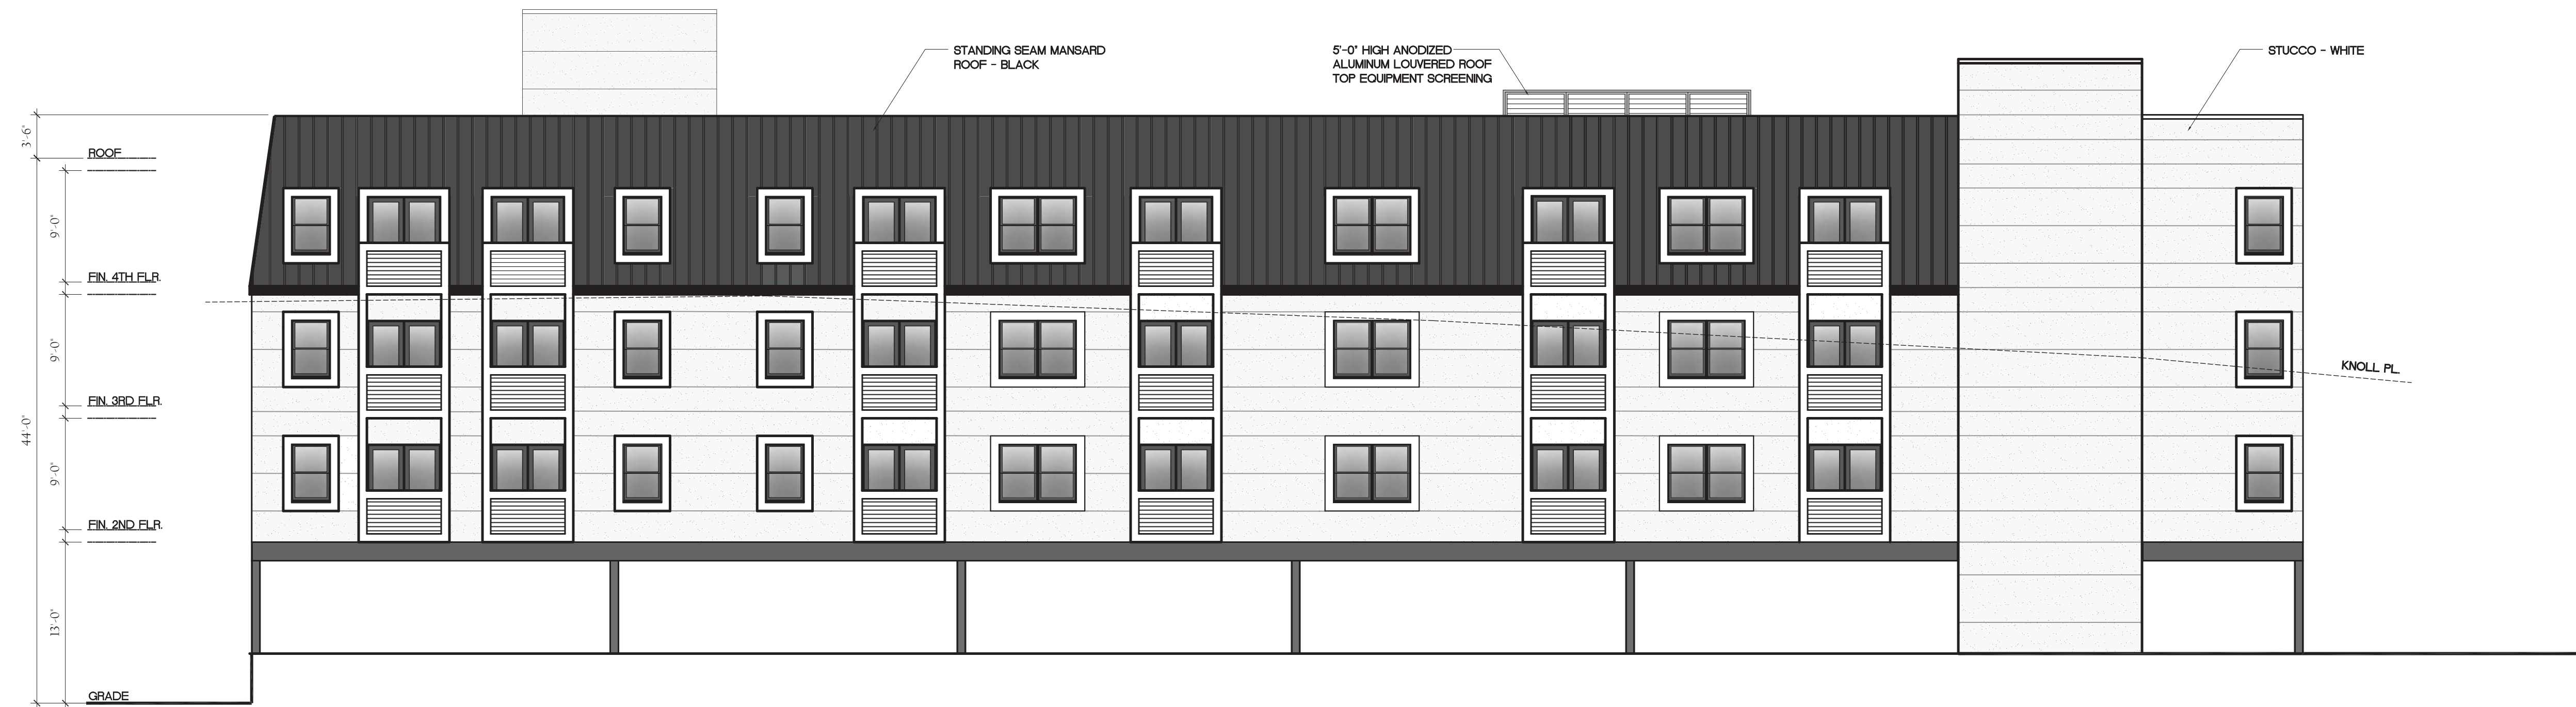 STANDING SEAM MANSARD
ROOF - BLACK
5'-0" HIGH ANODIZED
ALUMINUM LOUVERED ROOF
TOP EQUIPMENT SCREENING
STUCCO - WHITE
3'-6"
ROOF
9'-0"
FIN. 4TH FLR.
9'-0"
KNOLL PL.
FIN. 3RD FLR.
44'-0"
9'-0"
FIN. 2ND FLR.
13'-0"
GRADE